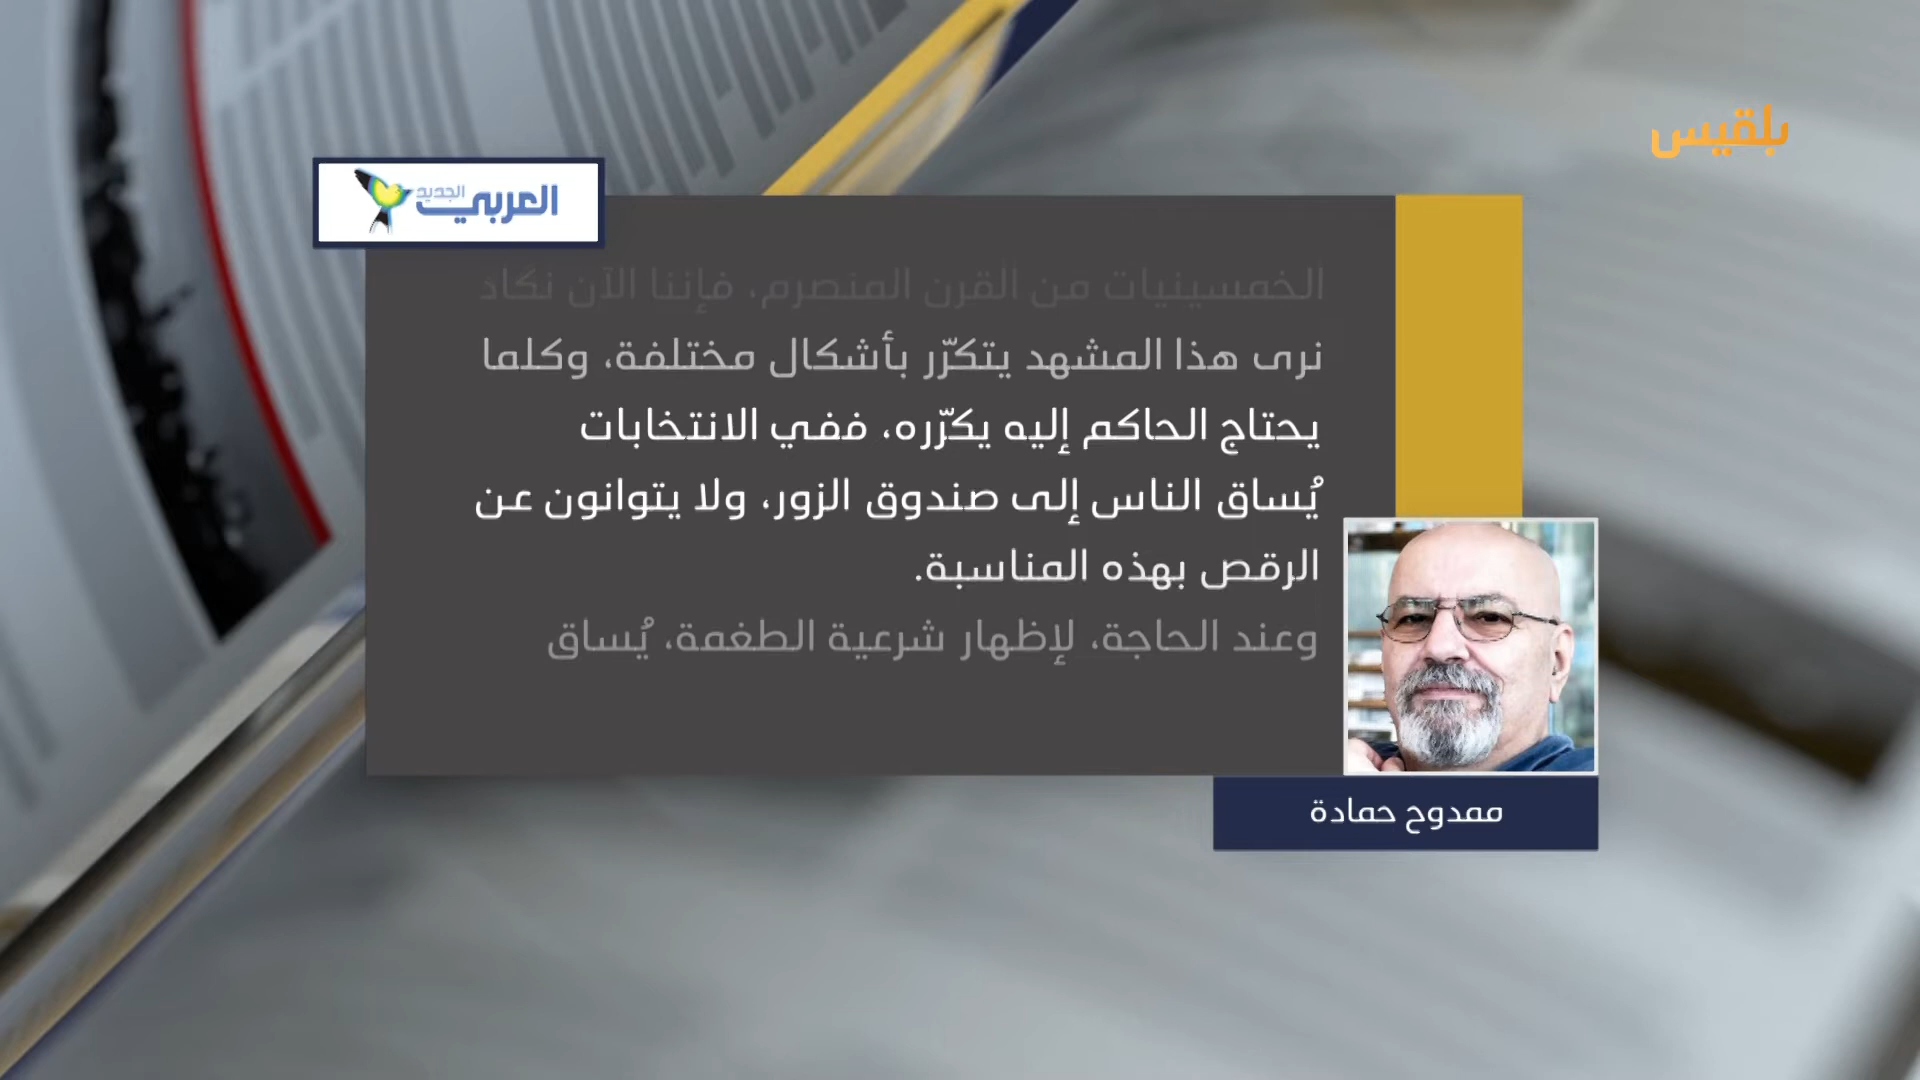 بلقيس
العربي الجديد
الخمسينيات من القرن المنصرم، فإننا الآن نكاد
نرى هذا المشهد يتكرّر بأشكال مختلفة، وكلما
يحتاج الحاكم إليه يكرّره، ففي الانتخابات
يُساق الناس إلى صندوق الزور، ولا يتوانون عن
الرقص بهذه المناسبة.
وعند الحاجة، لإظهار شرعية الطغمة، يُساق
ممدوح حمادة